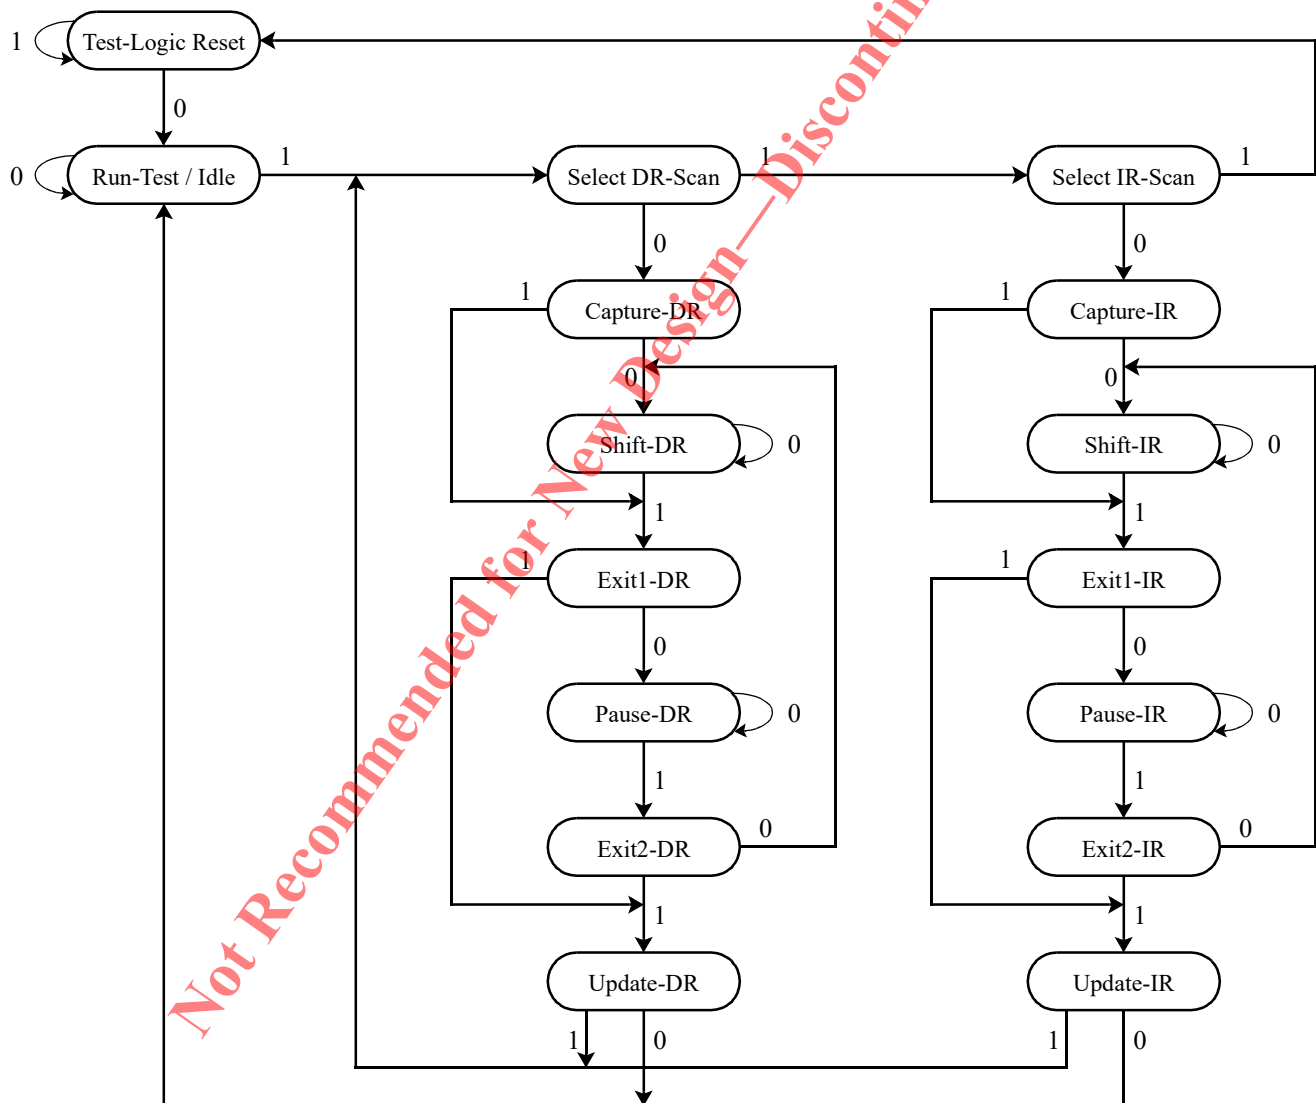 1
Test-Logic Reset
0
0
Run-Test / Idle
1
Select DR-Scan
1
Select IR-Scan
1
0
0
1
Capture-DR
1
Capture-IR
0
0
Shift-DR
0
Shift-IR
0
1
1
1
Exit1-DR
1
Exit1-IR
0
0
Pause-DR
0
Pause-IR
0
1
1
Exit2-DR
0
Exit2-IR
0
1
1
Update-DR
Update-IR
1
0
1
0
Not Recommended for New Design—